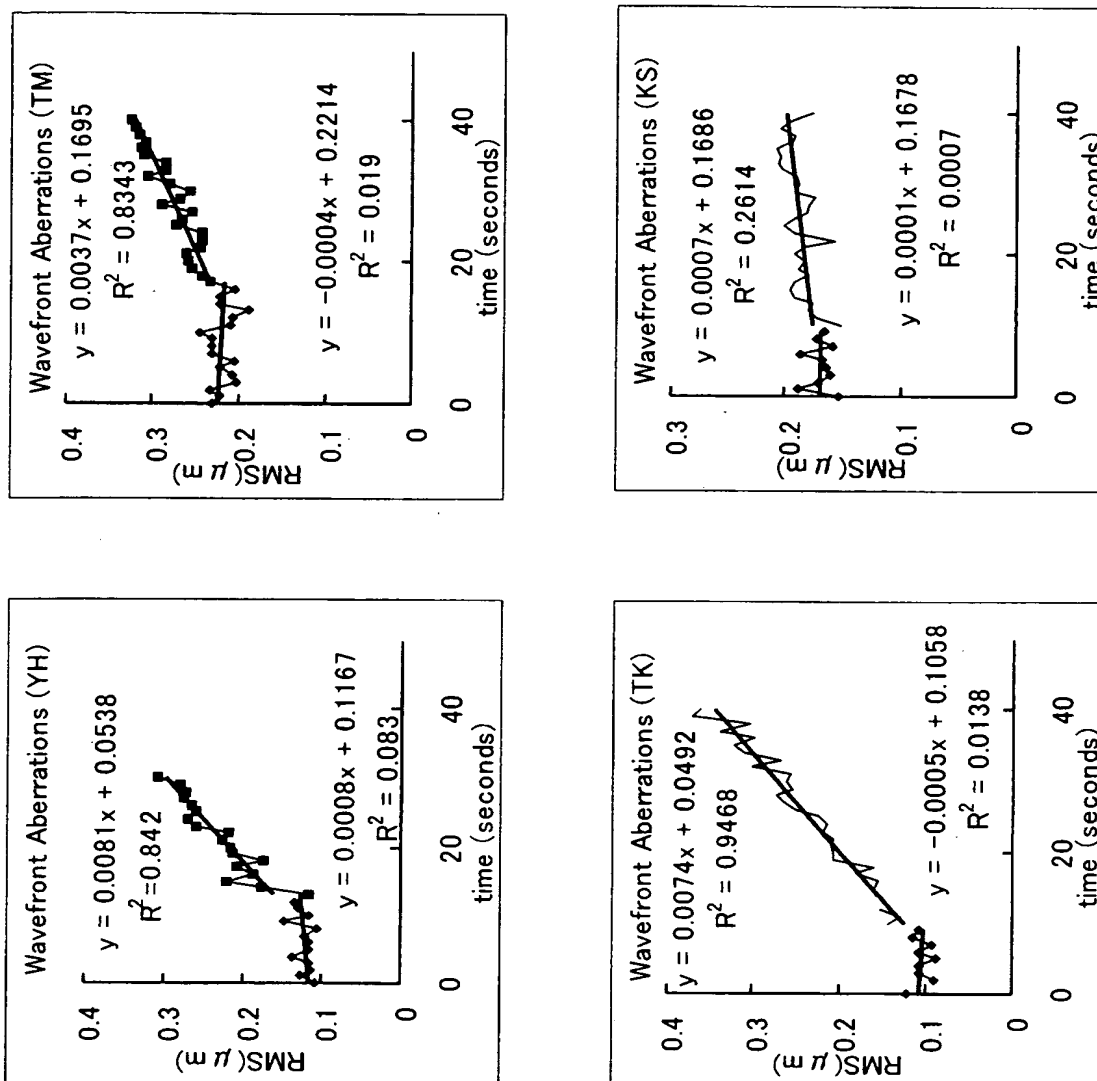 Wavefront Aberrations (YH)
y = 0.0081x + 0.0538
R² =0.842
0.4
0.3
0.2
0.1
0
RMS(μm)
y = 0.0008x + 0.1167
R² = 0.083
0 20 40
time (seconds)
Wavefront Aberrations (TM)
y = 0.0037x + 0.1695
R² = 0.8343
0.4
0.3
0.2
0.1
0
RMS(μm)
y = -0.0004x + 0.2214
R² = 0.019
0 20 40
time (seconds)
Wavefront Aberrations (TK)
y = 0.0074x + 0.0492
R² = 0.9468
0.4
0.3
0.2
0.1
0
RMS(μm)
y = -0.0005x + 0.1058
R² = 0.0138
0 20 40
time (seconds)
Wavefront Aberrations (KS)
y = 0.0007x + 0.1686
R² = 0.2614
0.3
0.2
0.1
0
RMS(μm)
y = 0.0001x + 0.1678
R² = 0.0007
0 20 40
time (seconds)